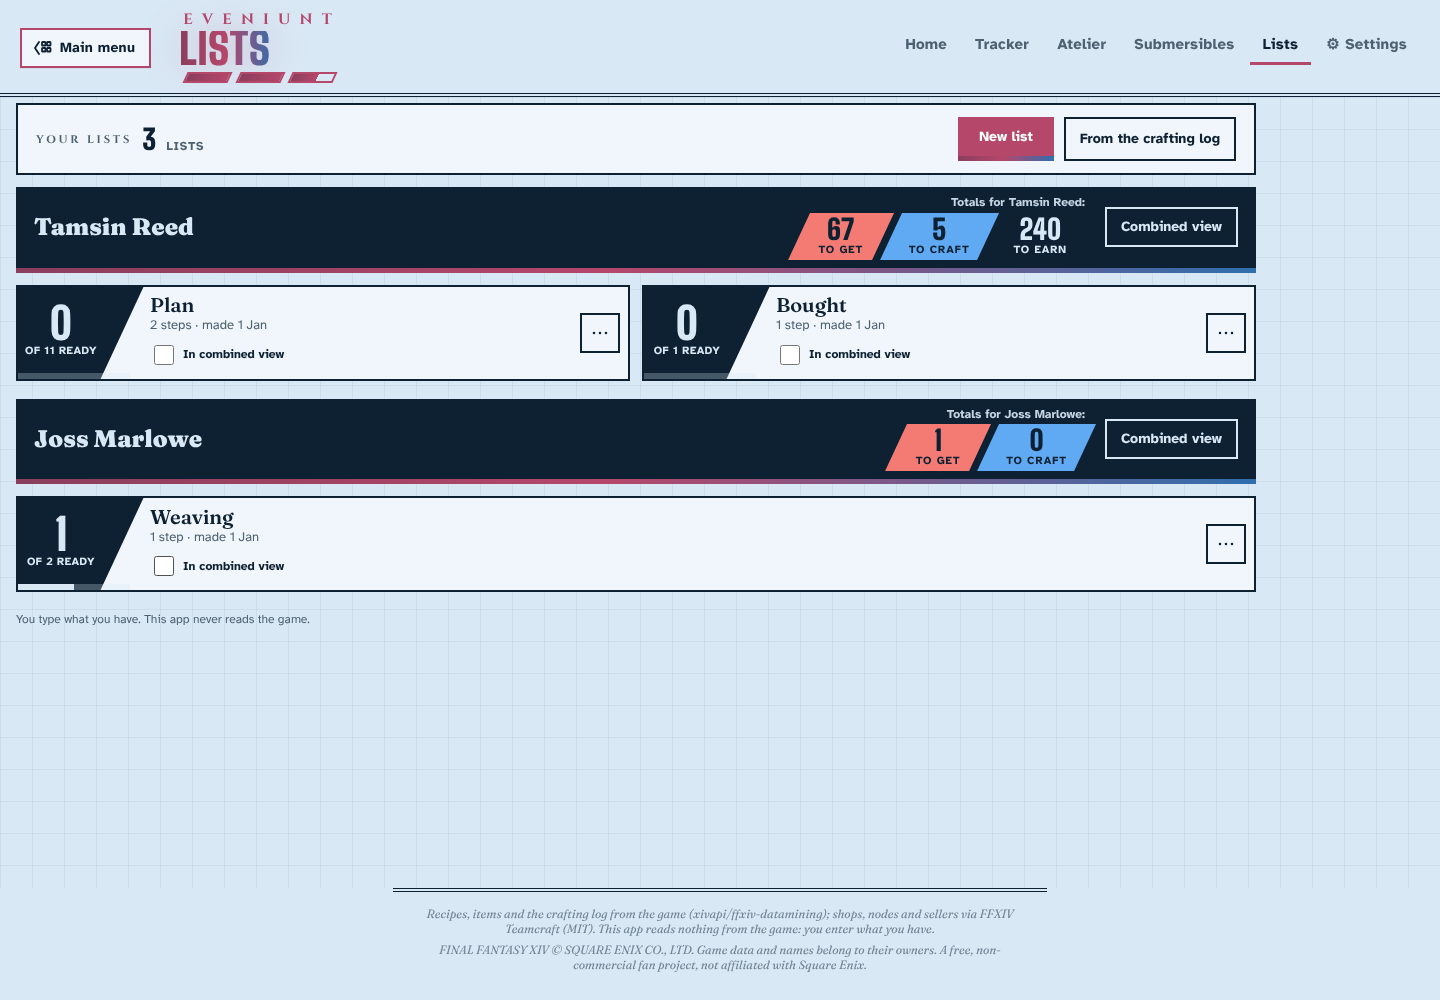 EVENIUNT
LISTS
Main menu
Home
Tracker
Atelier
Submersibles
Lists
⚙ Settings
YOUR LISTS 3 LISTS
New list
From the crafting log
Tamsin Reed
Totals for Tamsin Reed:
67
TO GET
5
TO CRAFT
240
TO EARN
Combined view
0
OF 11 READY
Plan
2 steps · made 1 Jan
In combined view
...
0
OF 1 READY
Bought
1 step · made 1 Jan
In combined view
...
Joss Marlowe
Totals for Joss Marlowe:
1
TO GET
0
TO CRAFT
Combined view
1
OF 2 READY
Weaving
1 step · made 1 Jan
In combined view
...
You type what you have. This app never reads the game.
Recipes, items and the crafting log from the game (xivapi/ffxiv-datamining); shops, nodes and sellers via FFXIV
Teamcraft (MIT). This app reads nothing from the game: you enter what you have.
FINAL FANTASY XIV © SQUARE ENIX CO., LTD. Game data and names belong to their owners. A free, non-
commercial fan project, not affiliated with Square Enix.